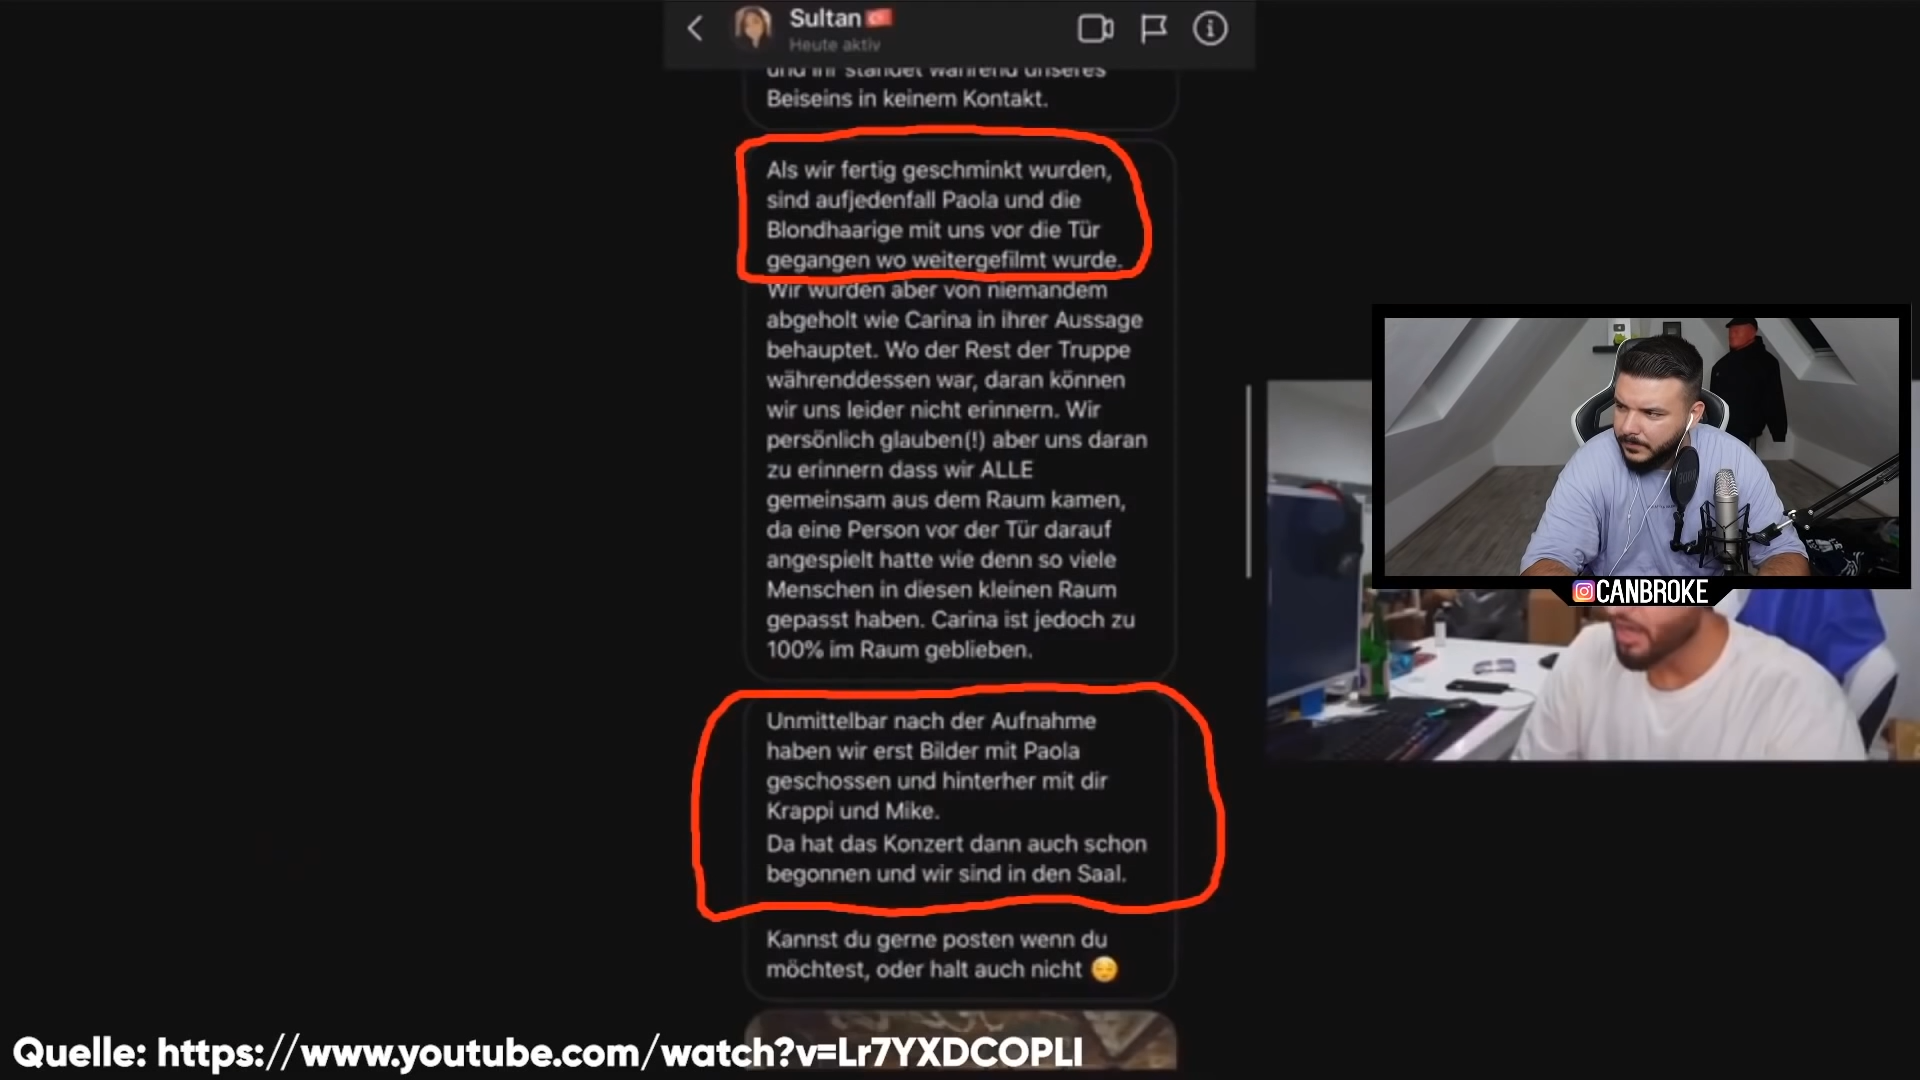 Sultan🇹🇷
Heute aktiv
und ihr standet während unseres
Beiseins in keinem Kontakt.
Als wir fertig geschminkt wurden,
sind aufjedenfall Paola und die
Blondhaarige mit uns vor die Tür
gegangen wo weitergefilmt wurde.
Wir wurden aber von niemandem
abgeholt wie Carina in ihrer Aussage
behauptet. Wo der Rest der Truppe
währenddessen war, daran können
wir uns leider nicht erinnern. Wir
persönlich glauben(!) aber uns daran
zu erinnern dass wir ALLE
gemeinsam aus dem Raum kamen,
da eine Person vor der Tür darauf
angespielt hatte wie denn so viele
Menschen in diesen kleinen Raum
gepasst haben. Carina ist jedoch zu
100% im Raum geblieben.
Unmittelbar nach der Aufnahme
haben wir erst Bilder mit Paola
geschossen und hinterher mit dir
Krappi und Mike.
Da hat das Konzert dann auch schon
begonnen und wir sind in den Saal.
Kannst du gerne posten wenn du
möchtest, oder halt auch nicht 😔
CANBROKE
Quelle: https://www.youtube.com/watch?v=Lr7YXDCOPLI